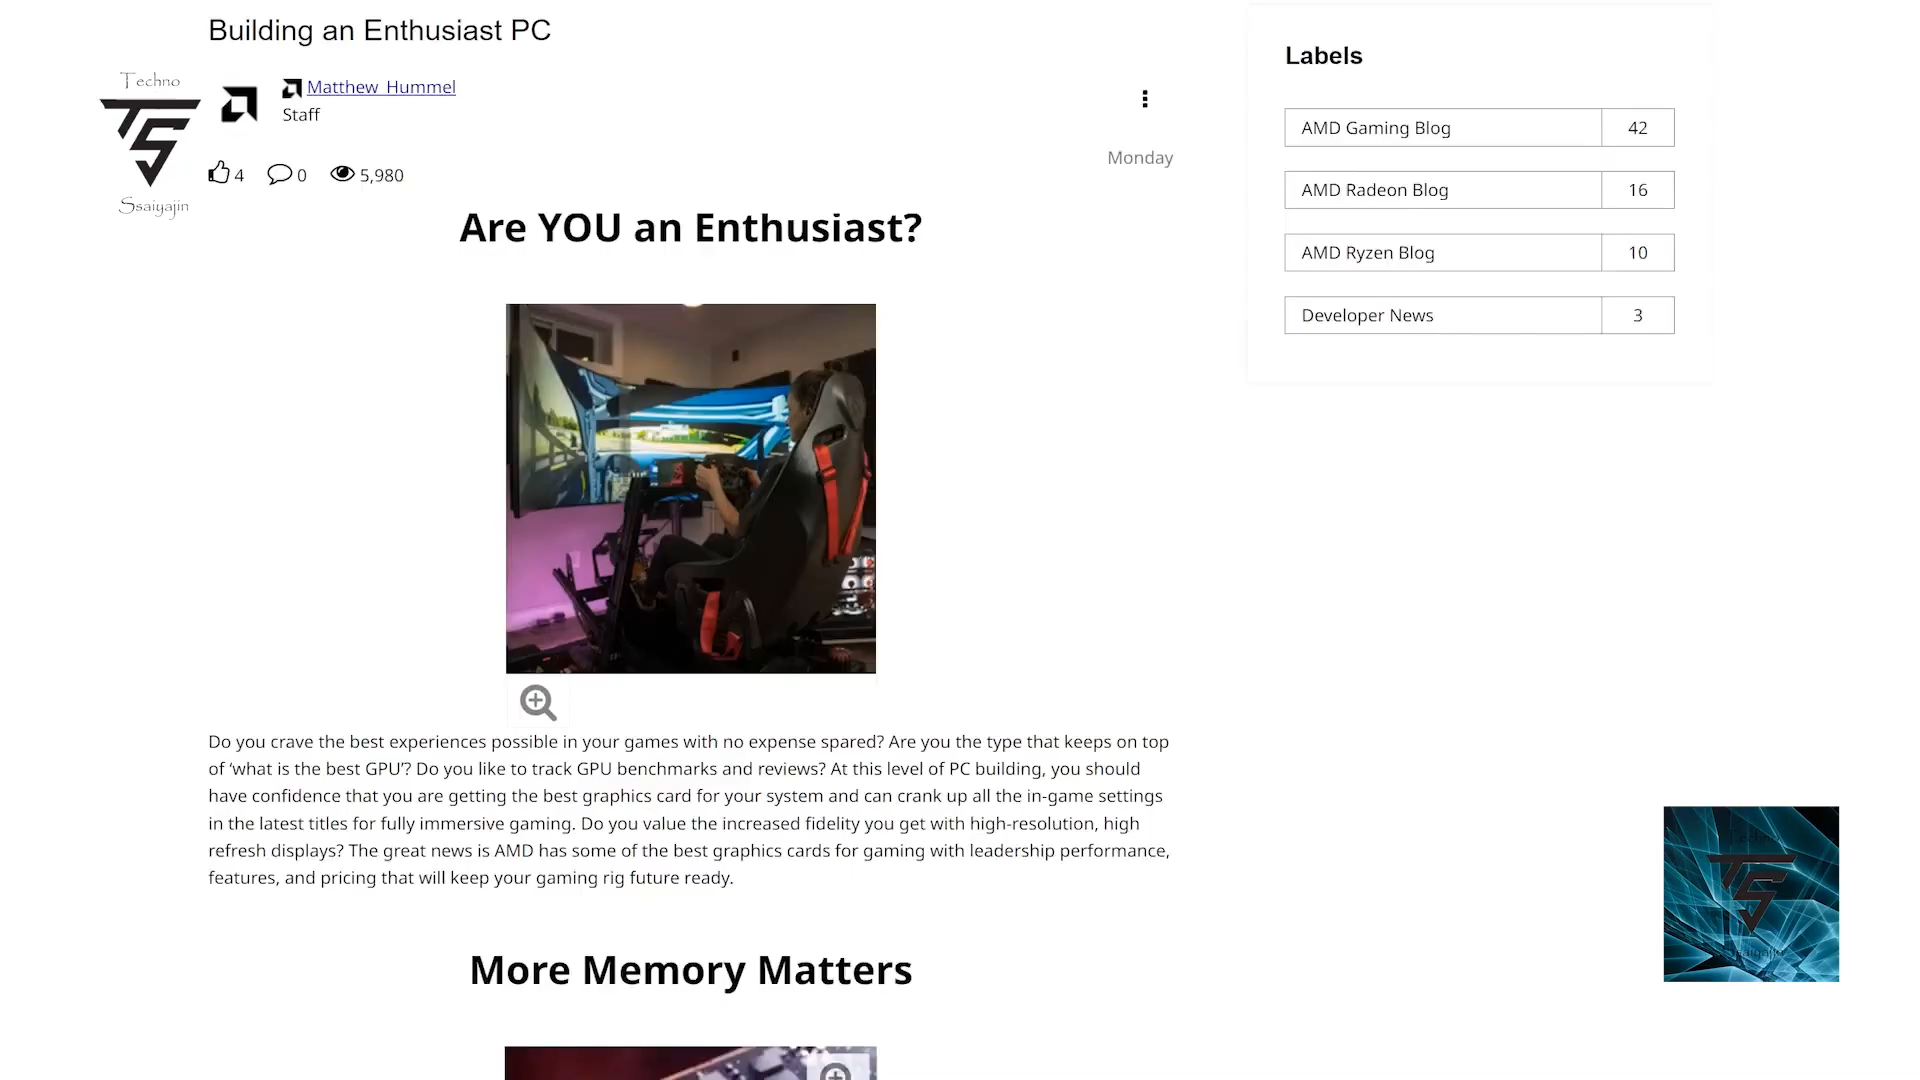 Building an Enthusiast PC
Techno
Ssaiyajin
Matthew_Hummel
Staff
Monday
4
0
5,980
Are YOU an Enthusiast?
Do you crave the best experiences possible in your games with no expense spared? Are you the type that keeps on top
of ‘what is the best GPU’? Do you like to track GPU benchmarks and reviews? At this level of PC building, you should
have confidence that you are getting the best graphics card for your system and can crank up all the in-game settings
in the latest titles for fully immersive gaming. Do you value the increased fidelity you get with high-resolution, high
refresh displays? The great news is AMD has some of the best graphics cards for gaming with leadership performance,
features, and pricing that will keep your gaming rig future ready.
More Memory Matters
Labels
AMD Gaming Blog 42
AMD Radeon Blog 16
AMD Ryzen Blog 10
Developer News 3
Techno
Ssaiyajin